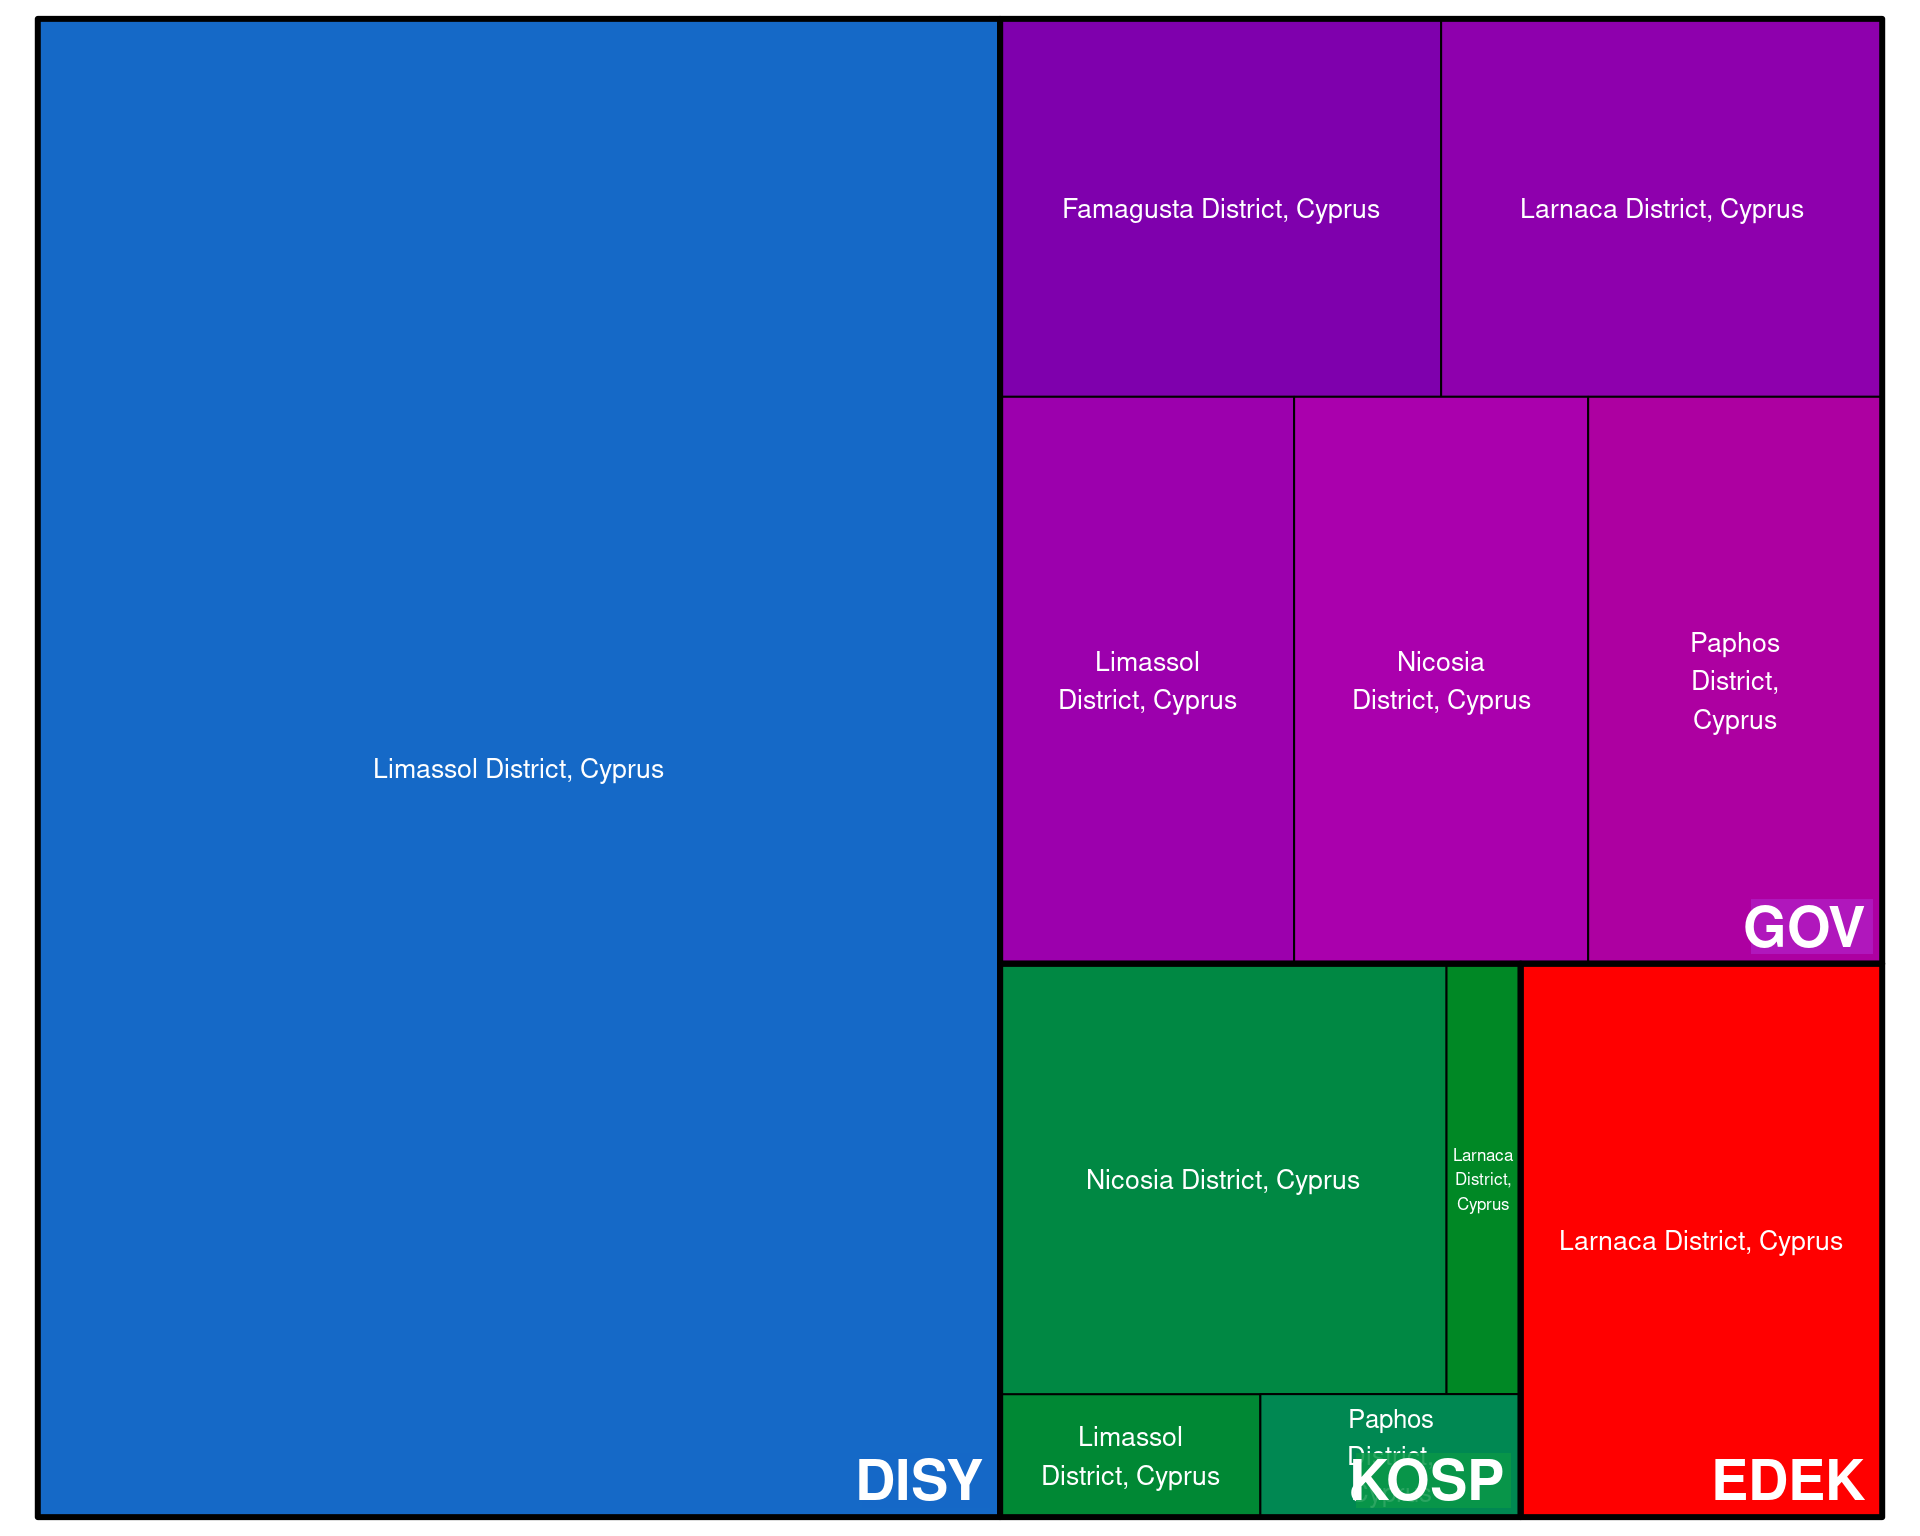 Limassol District, Cyprus
DISY
Famagusta District, Cyprus
Larnaca District, Cyprus
Limassol
District, Cyprus
Nicosia
District, Cyprus
Paphos
District,
Cyprus
GOV
Nicosia District, Cyprus
Larnaca
District,
Cyprus
Limassol
District, Cyprus
Paphos
District,
Cyprus
KOSP
Larnaca District, Cyprus
EDEK